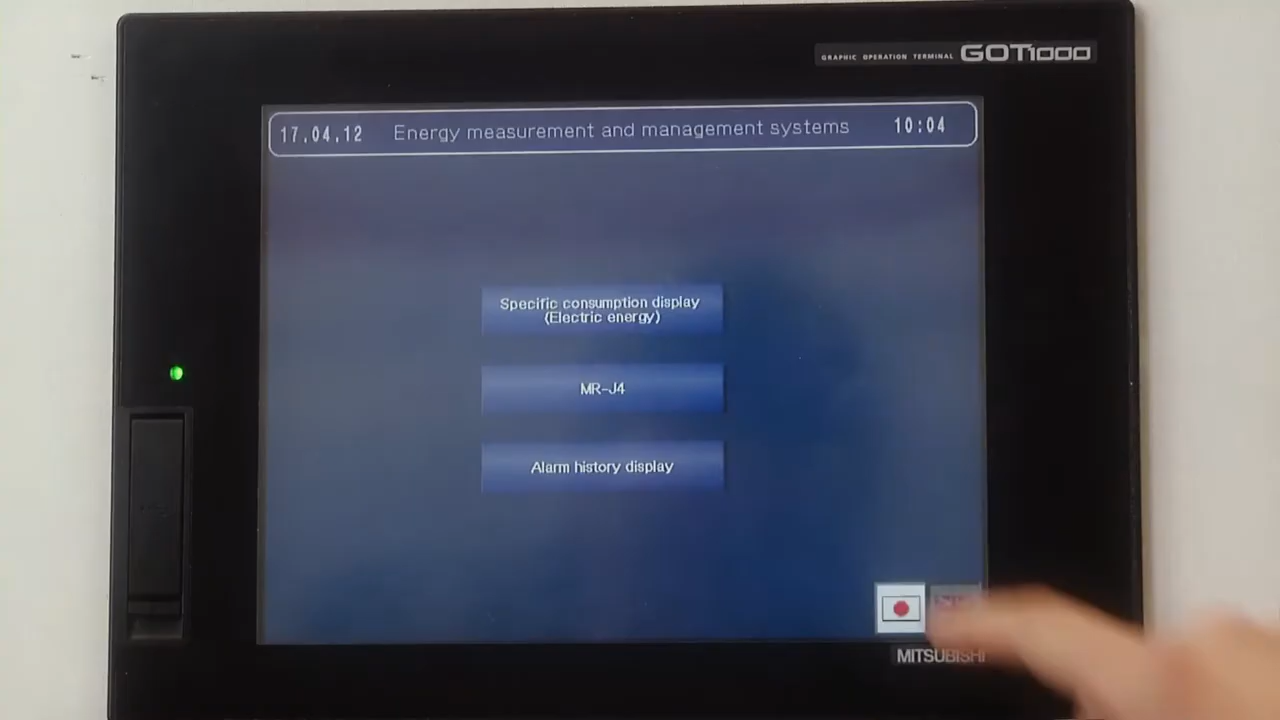 GRAPHIC OPERATION TERMINAL GOT1000
17.04.12 Energy measurement and management systems 10:04
Specific consumption display
(Electric energy)
MR-J4
Alarm history display
MITSUBISHI